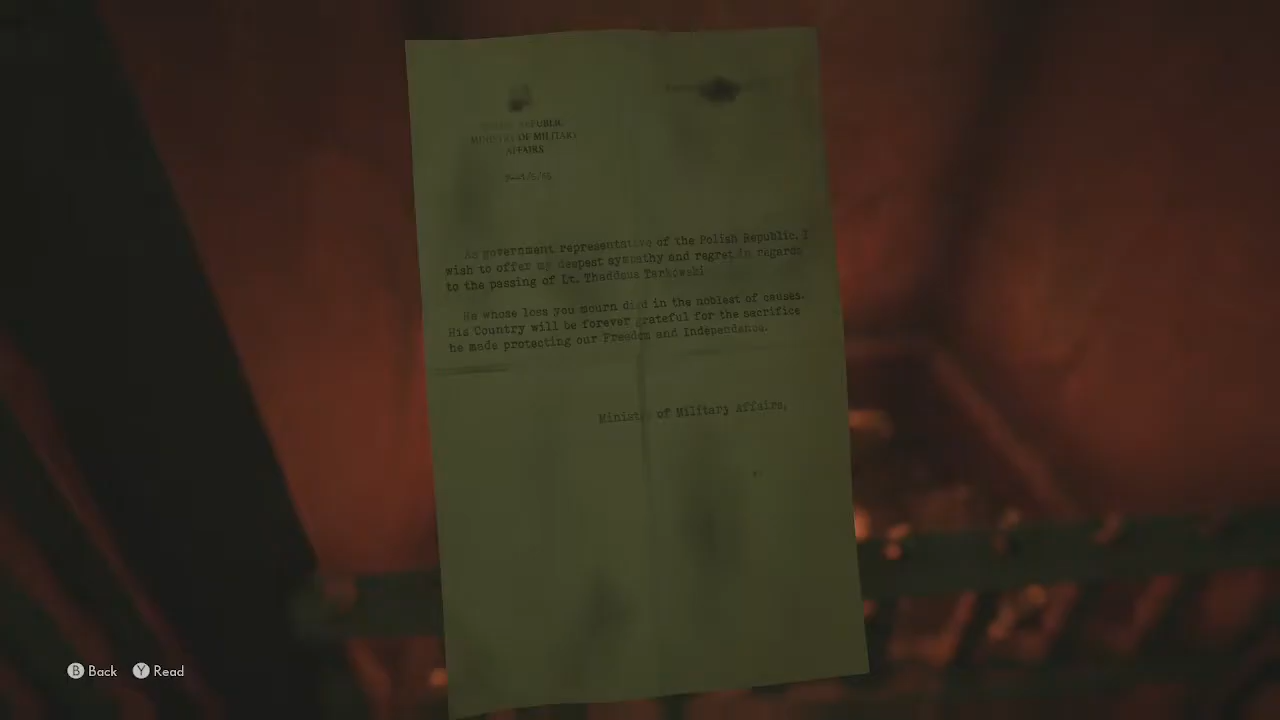 REPUBLIC
MINISTRY OF MILITARY
AFFAIRS
As government representative of the Polish Republic, I
wish to offer my deepest sympathy and regret in regards
to the passing of Lt. Thaddeus Tarkowski
He whose loss you mourn died in the noblest of causes.
His Country will be forever grateful for the sacrifice
he made protecting our Freedom and Independence.
Minister of Military Affairs,
B Back Y Read